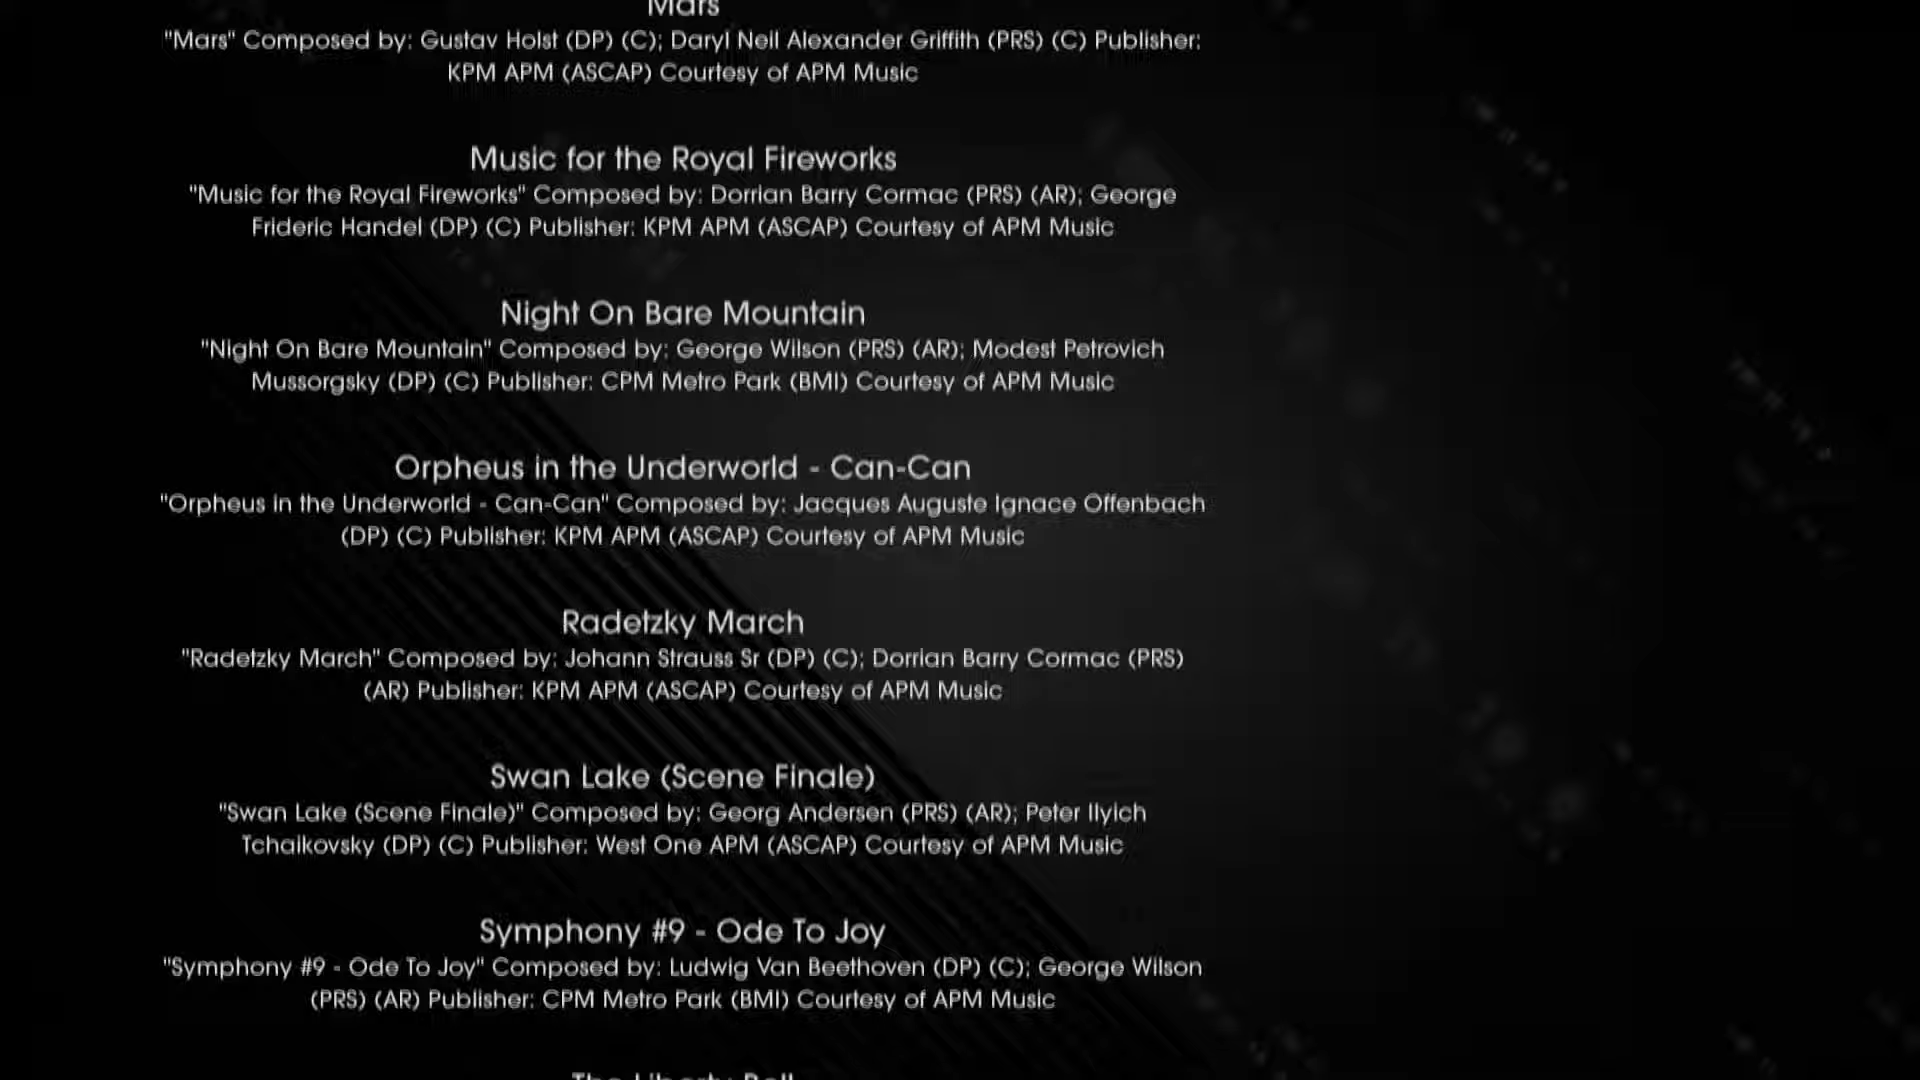 Mars
"Mars" Composed by: Gustav Holst (DP) (C); Daryl Neil Alexander Griffith (PRS) (C) Publisher:
KPM APM (ASCAP) Courtesy of APM Music
Music for the Royal Fireworks
"Music for the Royal Fireworks" Composed by: Dorrian Barry Cormac (PRS) (AR); George
Frideric Handel (DP) (C) Publisher: KPM APM (ASCAP) Courtesy of APM Music
Night On Bare Mountain
"Night On Bare Mountain" Composed by: George Wilson (PRS) (AR); Modest Petrovich
Mussorgsky (DP) (C) Publisher: CPM Metro Park (BMI) Courtesy of APM Music
Orpheus in the Underworld - Can-Can
"Orpheus in the Underworld - Can-Can" Composed by: Jacques Auguste Ignace Offenbach
(DP) (C) Publisher: KPM APM (ASCAP) Courtesy of APM Music
Radetzky March
"Radetzky March" Composed by: Johann Strauss Sr (DP) (C); Dorrian Barry Cormac (PRS)
(AR) Publisher: KPM APM (ASCAP) Courtesy of APM Music
Swan Lake (Scene Finale)
"Swan Lake (Scene Finale)" Composed by: Georg Andersen (PRS) (AR); Peter Ilyich
Tchaikovsky (DP) (C) Publisher: West One APM (ASCAP) Courtesy of APM Music
Symphony #9 - Ode To Joy
"Symphony #9 - Ode To Joy" Composed by: Ludwig Van Beethoven (DP) (C); George Wilson
(PRS) (AR) Publisher: CPM Metro Park (BMI) Courtesy of APM Music
The Liberty Bell